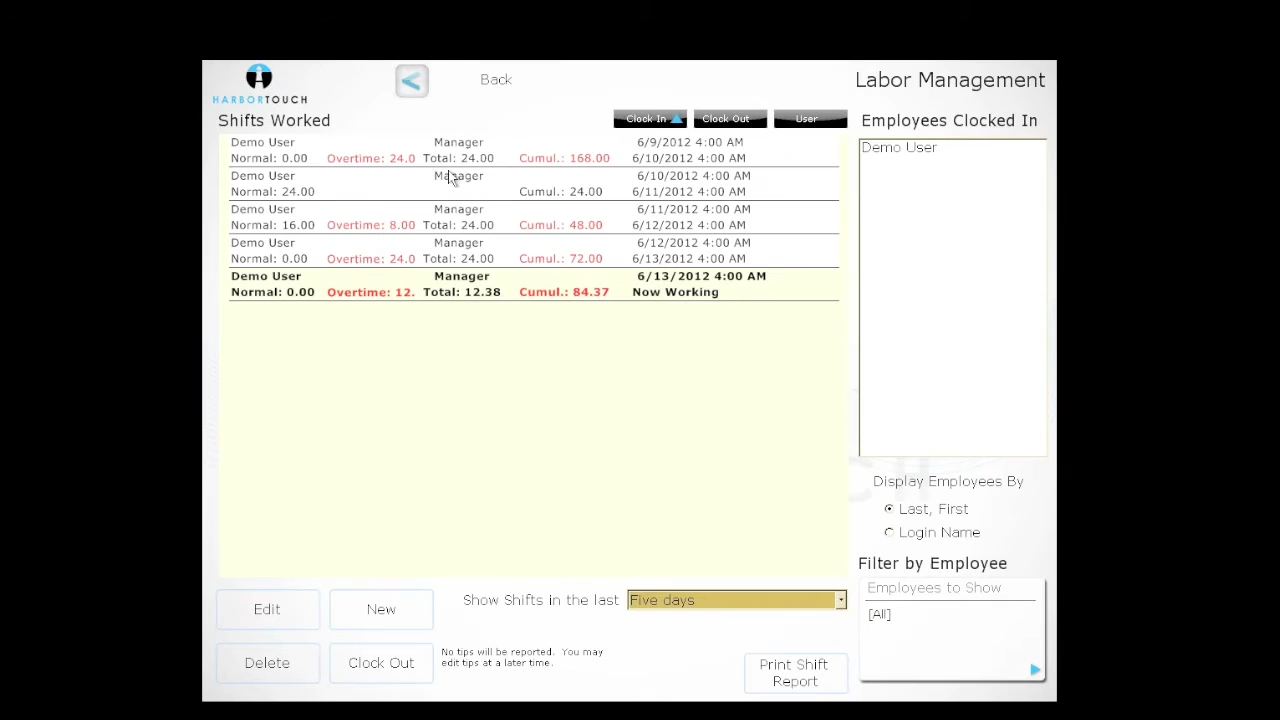 HARBORTOUCH
Back
Labor Management
Shifts Worked
Clock In
Clock Out
User
Employees Clocked In
Demo User Manager 6/9/2012 4:00 AM
Normal: 0.00 Overtime: 24.0 Total: 24.00 Cumul.: 168.00 6/10/2012 4:00 AM
Demo User Manager 6/10/2012 4:00 AM
Normal: 24.00 Cumul.: 24.00 6/11/2012 4:00 AM
Demo User Manager 6/11/2012 4:00 AM
Normal: 16.00 Overtime: 8.00 Total: 24.00 Cumul.: 48.00 6/12/2012 4:00 AM
Demo User Manager 6/12/2012 4:00 AM
Normal: 0.00 Overtime: 24.0 Total: 24.00 Cumul.: 72.00 6/13/2012 4:00 AM
Demo User Manager 6/13/2012 4:00 AM
Normal: 0.00 Overtime: 12. Total: 12.38 Cumul.: 84.37 Now Working
Demo User
Display Employees By
Last, First
Login Name
Filter by Employee
Employees to Show
[All]
Edit
New
Show Shifts in the last Five days
Delete
Clock Out
No tips will be reported. You may
edit tips at a later time.
Print Shift
Report